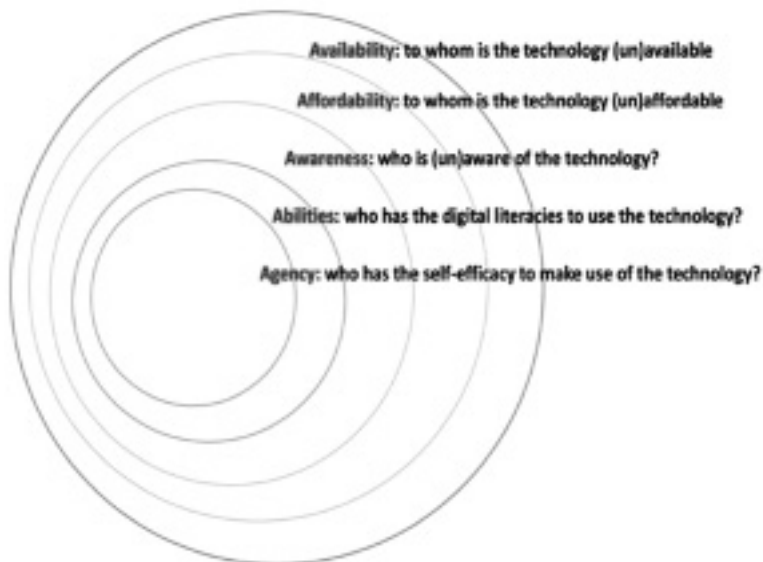 Availability: to whom is the technology (un)available
Affordability: to whom is the technology (un)affordable
Awareness: who is (un)aware of the technology?
Abilities: who has the digital literacies to use the technology?
Agency: who has the self-efficacy to make use of the technology?